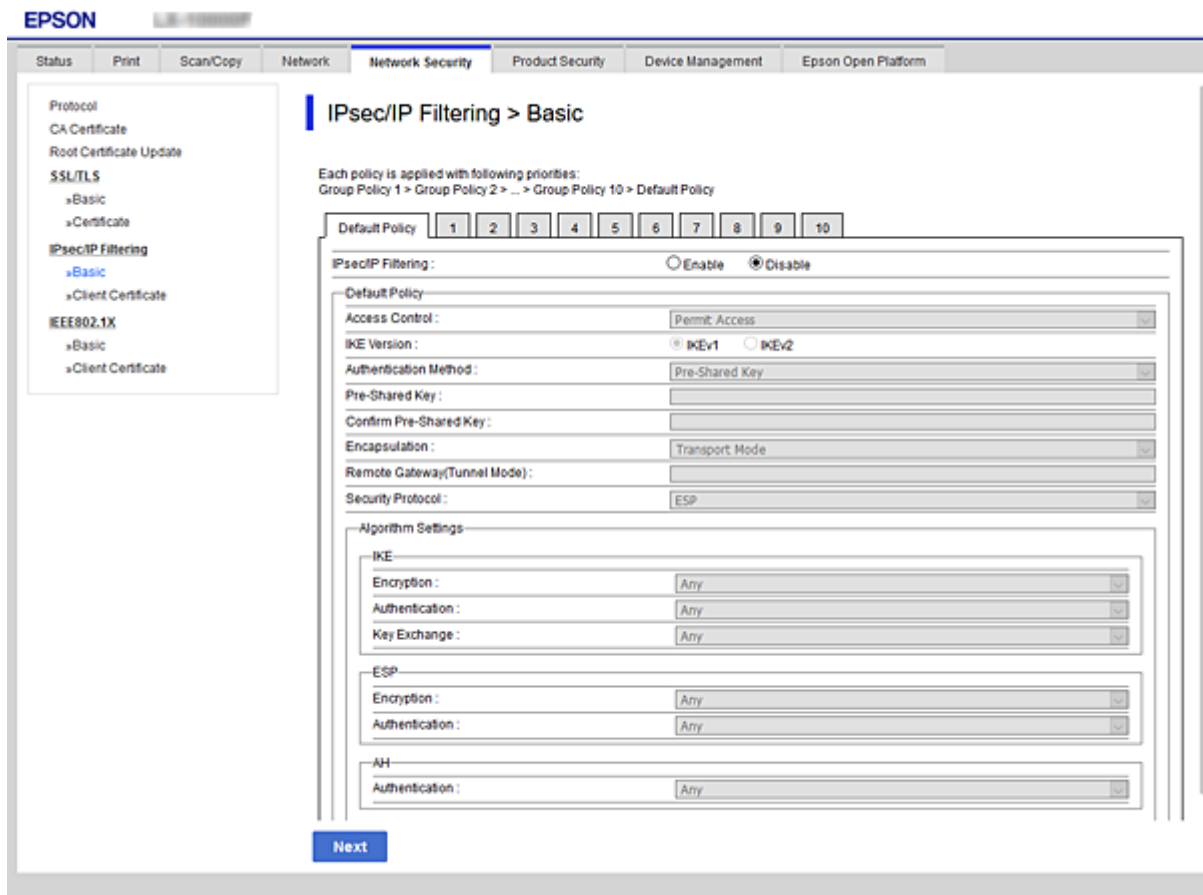 EPSON
Status Print Scan/Copy Network Network Security Product Security Device Management Epson Open Platform
Protocol
CA Certificate
Root Certificate Update
SSL/TLS
»Basic
»Certificate
IPsec/IP Filtering
»Basic
»Client Certificate
IEEE802.1X
»Basic
»Client Certificate
IPsec/IP Filtering > Basic
Each policy is applied with following priorities:
Group Policy 1 > Group Policy 2 > ... > Group Policy 10 > Default Policy
Default Policy 1 2 3 4 5 6 7 8 9 10
IPsec/IP Filtering : Enable Disable
Default Policy
Access Control : Permit Access
IKE Version : IKEv1 IKEv2
Authentication Method : Pre-Shared Key
Pre-Shared Key :
Confirm Pre-Shared Key :
Encapsulation : Transport Mode
Remote Gateway(Tunnel Mode) :
Security Protocol : ESP
Algorithm Settings
IKE
Encryption : Any
Authentication : Any
Key Exchange : Any
ESP
Encryption : Any
Authentication : Any
AH
Authentication : Any
Next